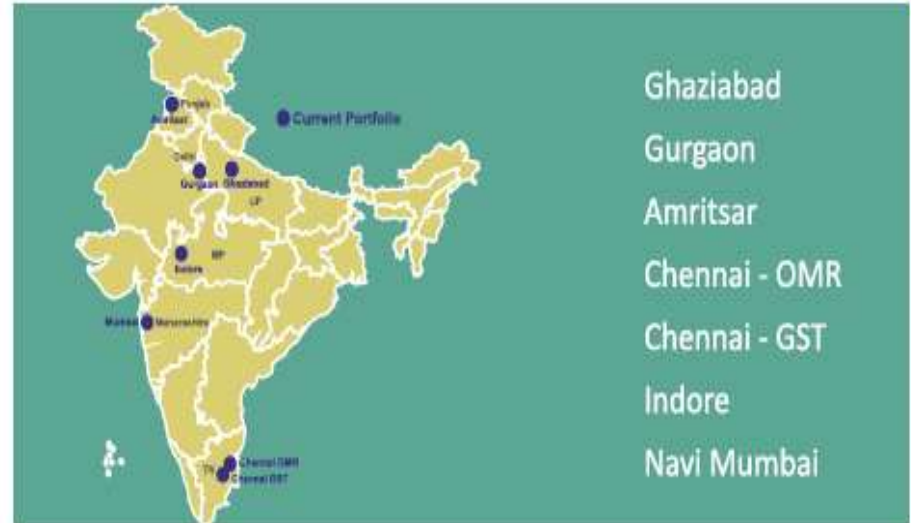 Punjab
Amritsar
Current Portfolio
Delhi
Gurgaon Ghaziabad
UP
MP
Indore
Mumbai Maharashtra
Chennai OMR
TN
Chennai GST
Ghaziabad
Gurgaon
Amritsar
Chennai - OMR
Chennai - GST
Indore
Navi Mumbai